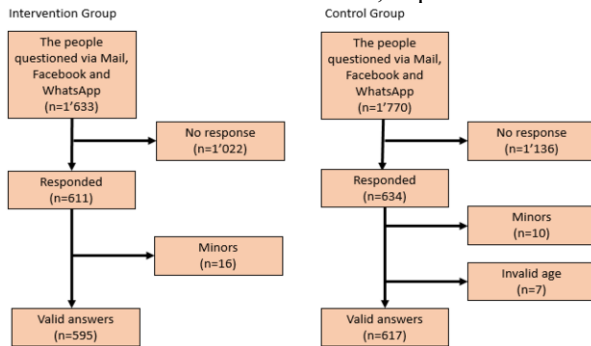 Intervention Group
The people
questioned via Mail,
Facebook and
WhatsApp
(n=1’633)
No response
(n=1’022)
Responded
(n=611)
Minors
(n=16)
Valid answers
(n=595)
Control Group
The people
questioned via Mail,
Facebook and
WhatsApp
(n=1’770)
No response
(n=1’136)
Responded
(n=634)
Minors
(n=10)
Invalid age
(n=7)
Valid answers
(n=617)